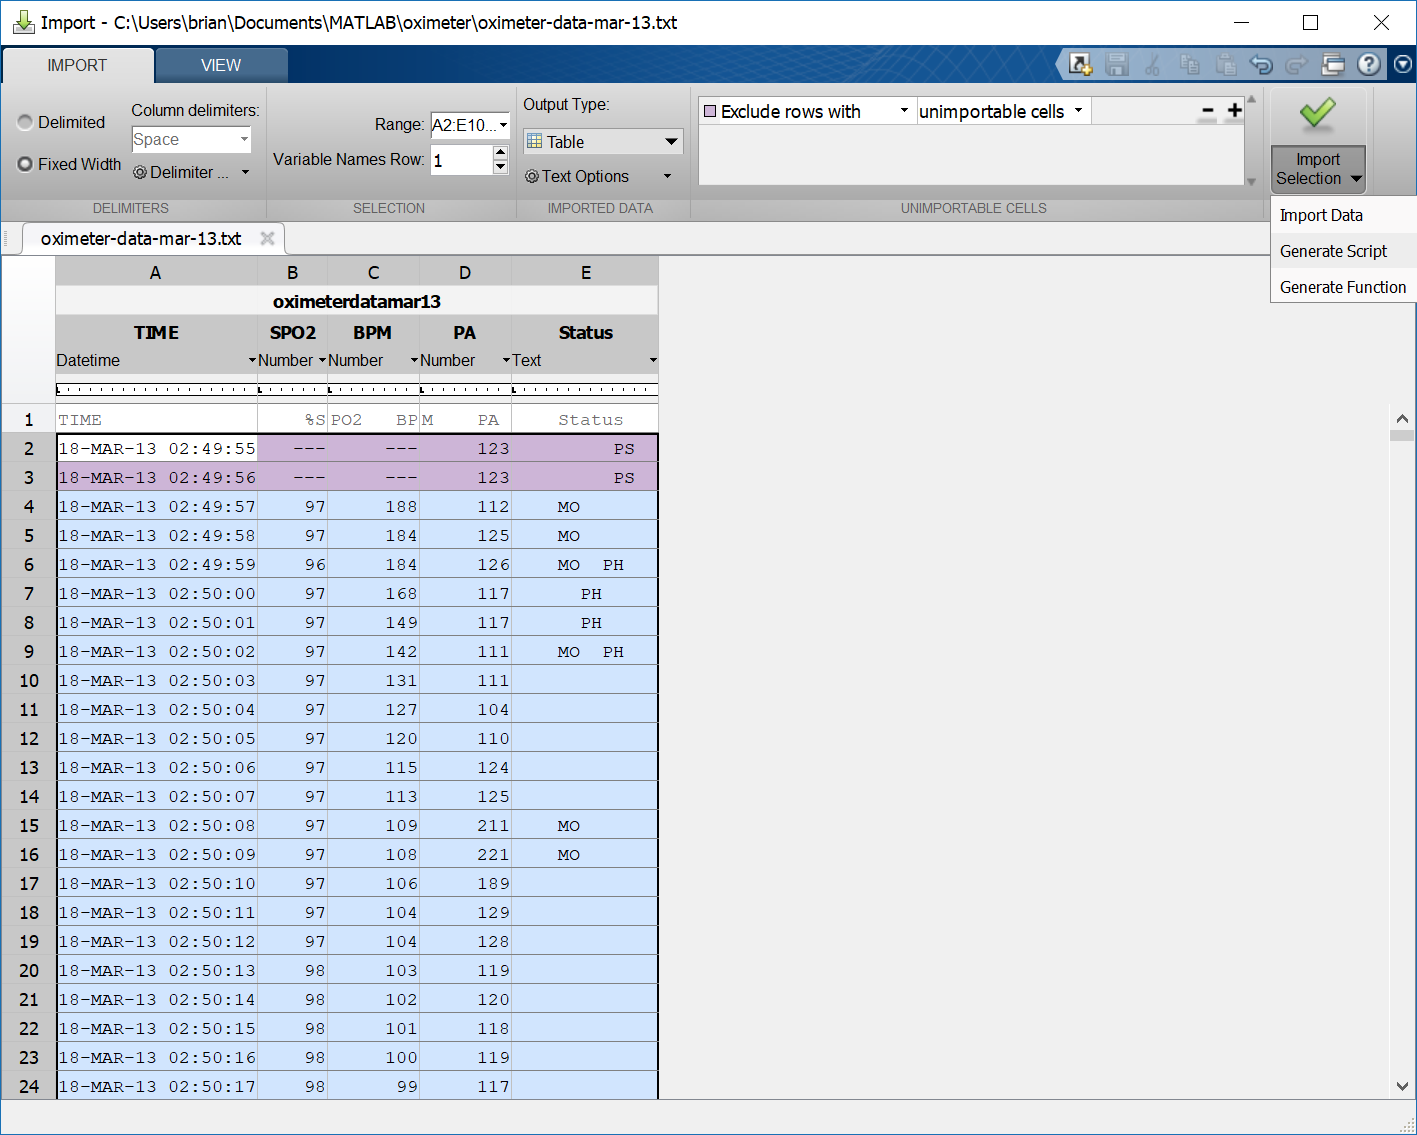 Import - C:\Users\brian\Documents\MATLAB\oximeter\oximeter-data-mar-13.txt
IMPORT VIEW
Delimited
Fixed Width
Column delimiters:
Space
Delimiter ...
DELIMITERS
Range: A2:E10...
Variable Names Row: 1
SELECTION
Output Type:
Table
Text Options
IMPORTED DATA
Exclude rows with unimportable cells
UNIMPORTABLE CELLS
Import
Selection
Import Data
Generate Script
Generate Function
oximeter-data-mar-13.txt
A B C D E
oximeterdatamar13
TIME SPO2 BPM PA Status
Datetime Number Number Number Text
1 TIME %SPO2 BPM PA Status
2 18-MAR-13 02:49:55 --- --- 123 PS
3 18-MAR-13 02:49:56 --- --- 123 PS
4 18-MAR-13 02:49:57 97 188 112 MO
5 18-MAR-13 02:49:58 97 184 125 MO
6 18-MAR-13 02:49:59 96 184 126 MO PH
7 18-MAR-13 02:50:00 97 168 117 PH
8 18-MAR-13 02:50:01 97 149 117 PH
9 18-MAR-13 02:50:02 97 142 111 MO PH
10 18-MAR-13 02:50:03 97 131 111
11 18-MAR-13 02:50:04 97 127 104
12 18-MAR-13 02:50:05 97 120 110
13 18-MAR-13 02:50:06 97 115 124
14 18-MAR-13 02:50:07 97 113 125
15 18-MAR-13 02:50:08 97 109 211 MO
16 18-MAR-13 02:50:09 97 108 221 MO
17 18-MAR-13 02:50:10 97 106 189
18 18-MAR-13 02:50:11 97 104 129
19 18-MAR-13 02:50:12 97 104 128
20 18-MAR-13 02:50:13 98 103 119
21 18-MAR-13 02:50:14 98 102 120
22 18-MAR-13 02:50:15 98 101 118
23 18-MAR-13 02:50:16 98 100 119
24 18-MAR-13 02:50:17 98 99 117